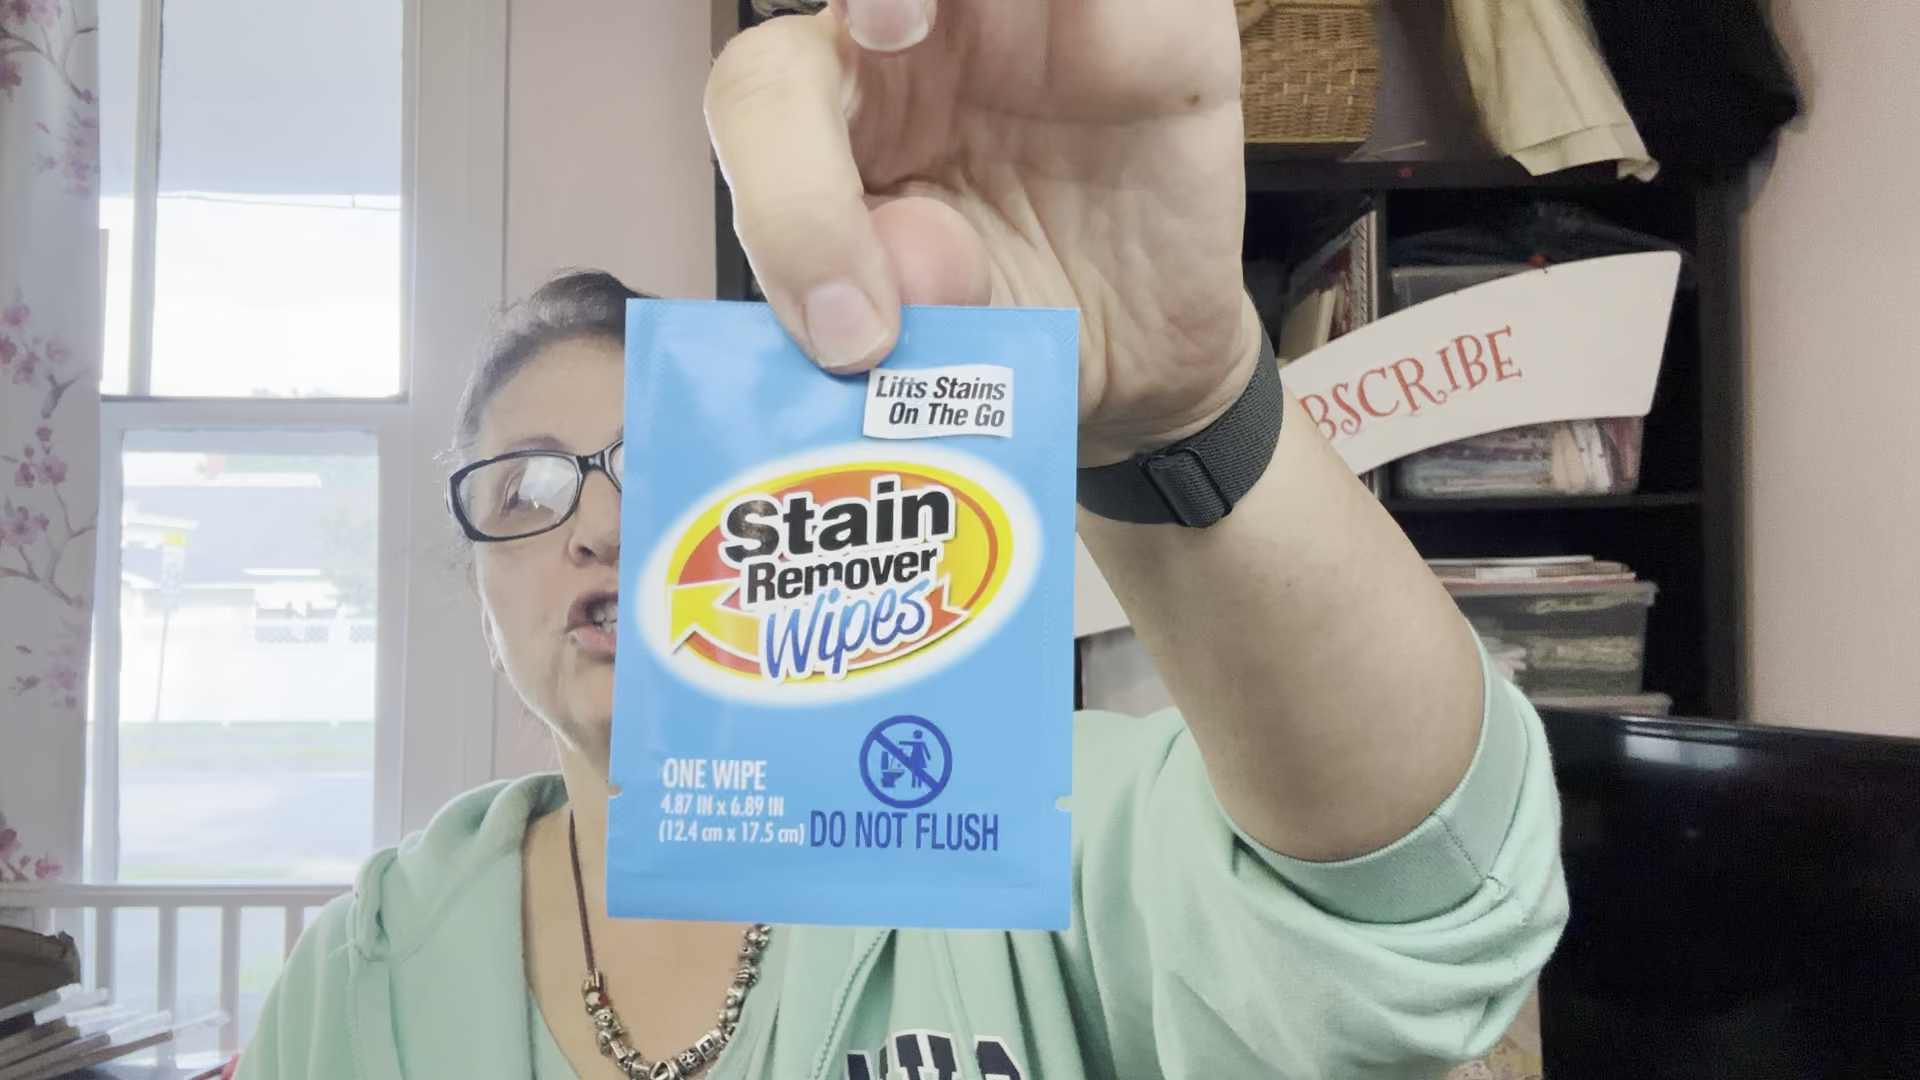 Lifts Stains
On The Go
Stain
Remover
Wipes
ONE WIPE
4.87 IN x 6.89 IN
(12.4 cm x 17.5 cm)
DO NOT FLUSH
BSCRIBE